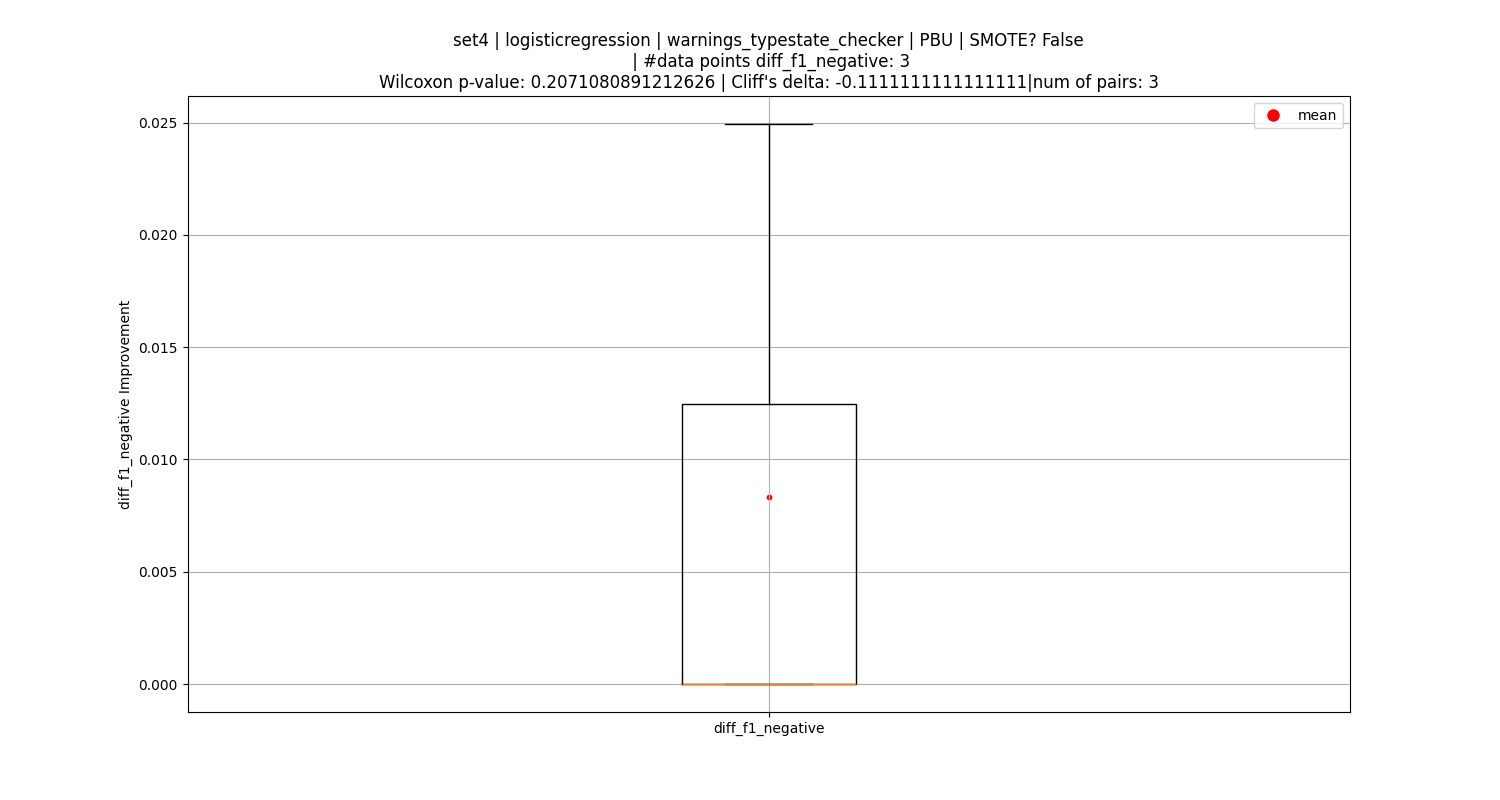 set4 | logisticregression | warnings_typestate_checker | PBU | SMOTE? False
| #data points diff_f1_negative: 3
Wilcoxon p-value: 0.2071080891212626 | Cliff's delta: -0.1111111111111111|num of pairs: 3
mean
0.025
0.020
0.015
0.010
0.005
0.000
diff_f1_negative Improvement
diff_f1_negative